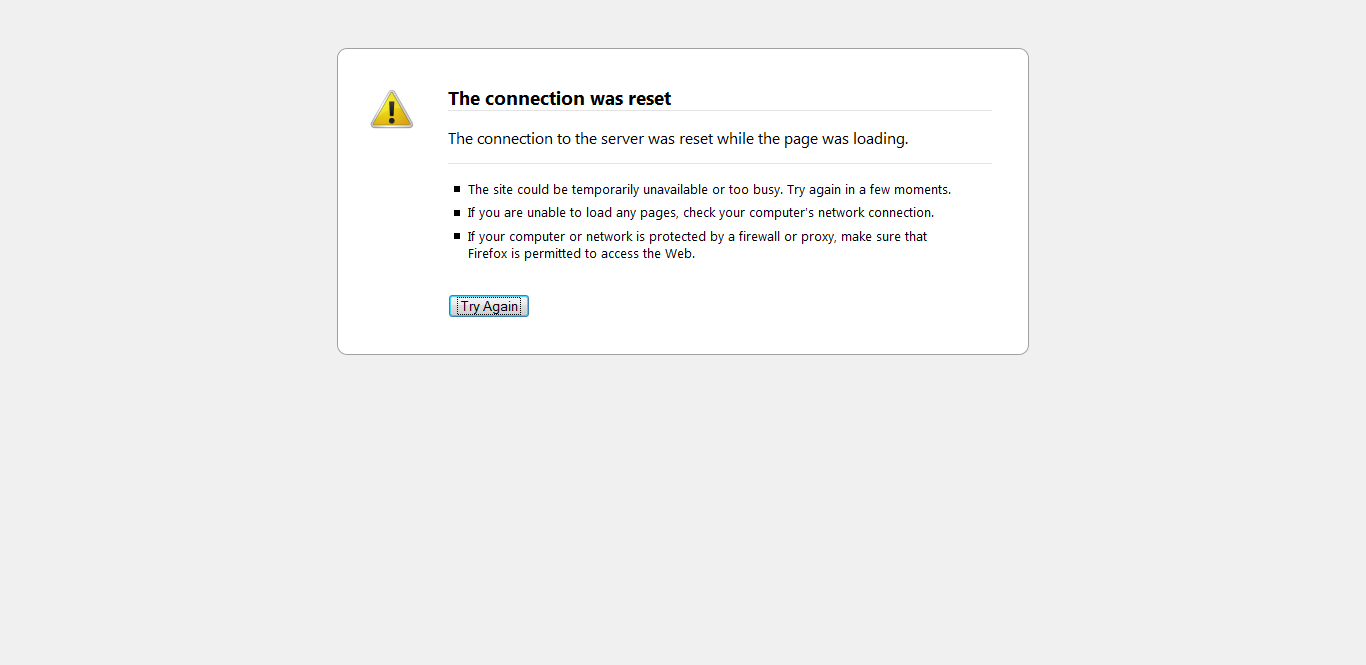 The connection was reset
The connection to the server was reset while the page was loading.
The site could be temporarily unavailable or too busy. Try again in a few moments.
If you are unable to load any pages, check your computer's network connection.
If your computer or network is protected by a firewall or proxy, make sure that
Firefox is permitted to access the Web.
Try Again